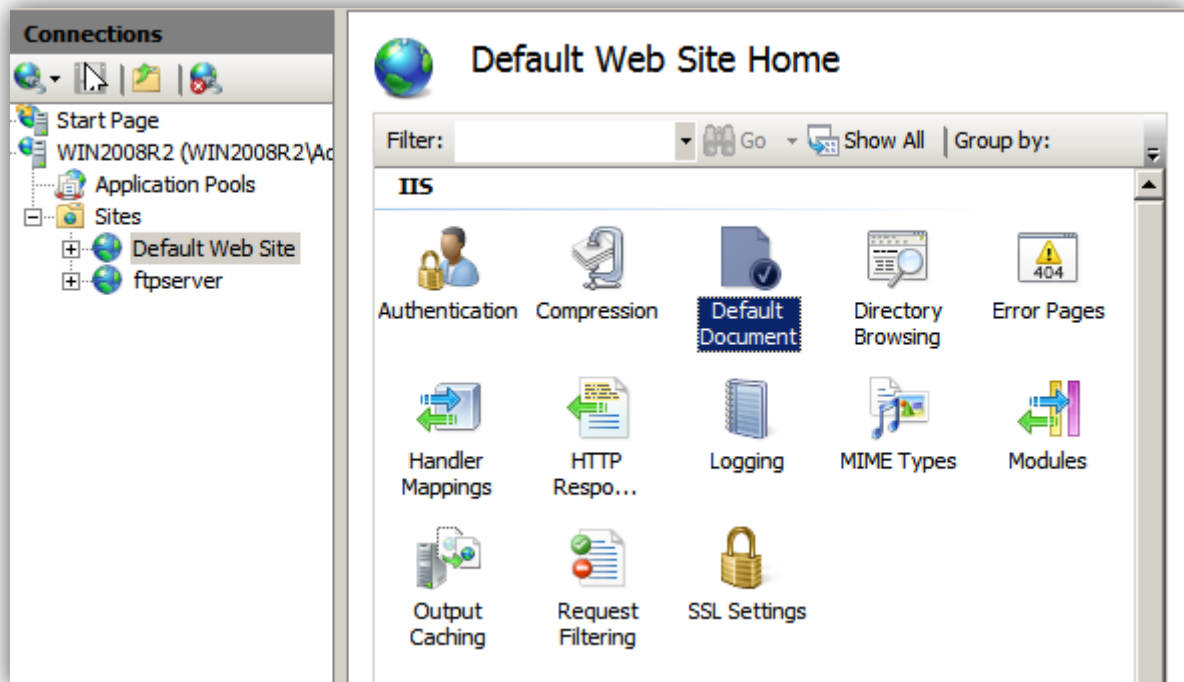 Connections
Start Page
WIN2008R2 (WIN2008R2\Ad
Application Pools
Sites
Default Web Site
ftpserver
Default Web Site Home
Filter: Go Show All Group by:
IIS
Authentication Compression Default Document Directory Browsing Error Pages
404
Handler Mappings HTTP Respo... Logging MIME Types Modules
Output Caching Request Filtering SSL Settings